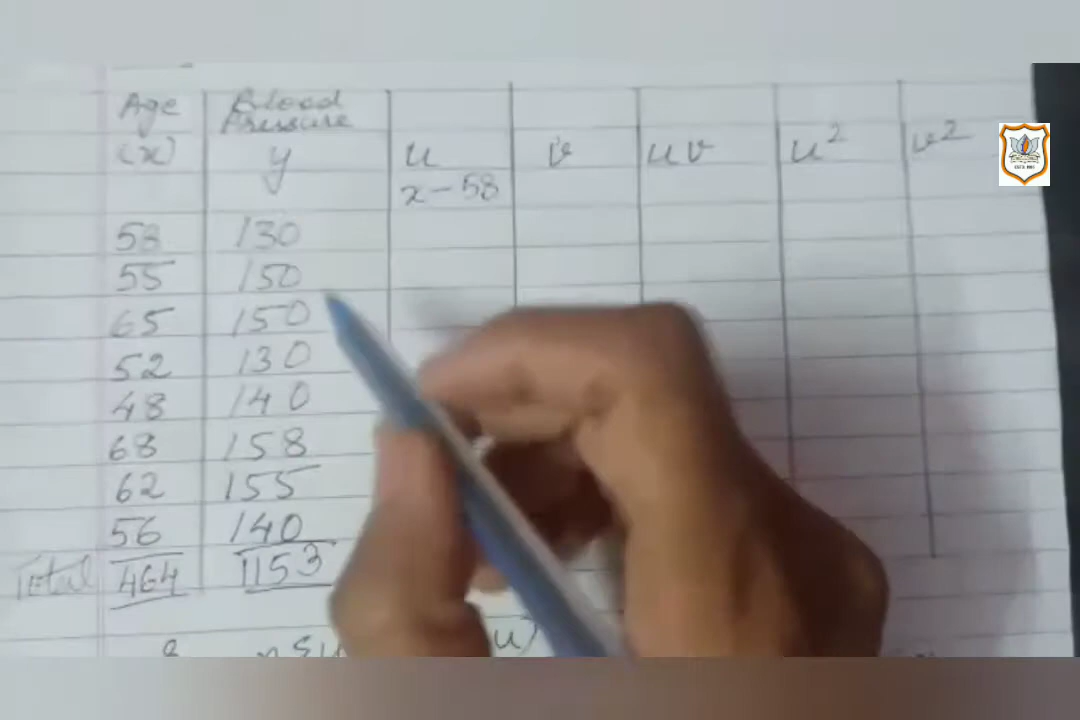 Age Blood Pressure
(x) y u v uv u² v²
x-58
58 130
55 150
65 150
52 130
48 140
68 158
62 155
56 140
Total 464 1153